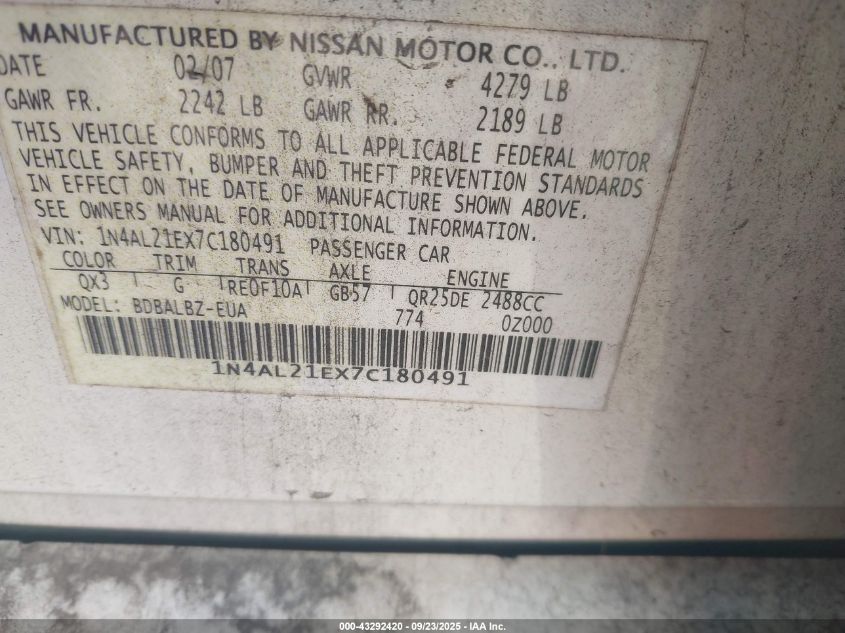 MANUFACTURED BY NISSAN MOTOR CO., LTD.
DATE 02/07 GVWR 4279 LB
GAWR FR. 2242 LB GAWR RR. 2189 LB
THIS VEHICLE CONFORMS TO ALL APPLICABLE FEDERAL MOTOR
VEHICLE SAFETY, BUMPER AND THEFT PREVENTION STANDARDS
IN EFFECT ON THE DATE OF MANUFACTURE SHOWN ABOVE.
SEE OWNERS MANUAL FOR ADDITIONAL INFORMATION.
VIN: 1N4AL21EX7C180491 PASSENGER CAR
COLOR TRIM TRANS AXLE ENGINE
QX3 G RE0F10A GB57 QR25DE 2488CC
MODEL: BDBALBZ-EUA 774 0Z000
1N4AL21EX7C180491
000-43292420 - 09/23/2025 - IAA Inc.